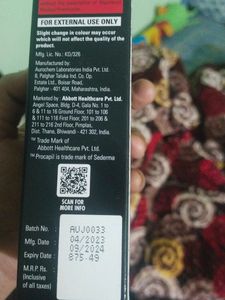 FOR EXTERNAL USE ONLY
Slight change in colour may occur
which will not affect the quality of
the product.
Mfg. Lic. No.: KD/326
Manufactured by:
Aurochem Laboratories India Pvt. Ltd.
8, Palghar Taluka Ind. Co. Op.
Estate Ltd., Boisar Road,
Palghar - 401 404, Maharashtra, India.
Marketed by: Abbott Healthcare Pvt. Ltd.
Angel Space, Bldg. D-4, Gala No. 1 to
6 & 11 to 16 Ground Floor, 101 to 106
& 111 to 116 First Floor, 201 to 206 &
211 to 216 2nd Floor, Pimplas,
Dist. Thane, Bhiwandi - 421 302, India.
Trade Mark of
Abbott Healthcare Pvt. Ltd.
™Procapil is trade mark of Sederma
SCAN FOR
MORE INFO
Batch No. : AUJ0033
Mfg. Date : 04/2023
Expiry Date : 09/2024
M.R.P. Rs. : 875.49
(Inclusive
of all taxes)